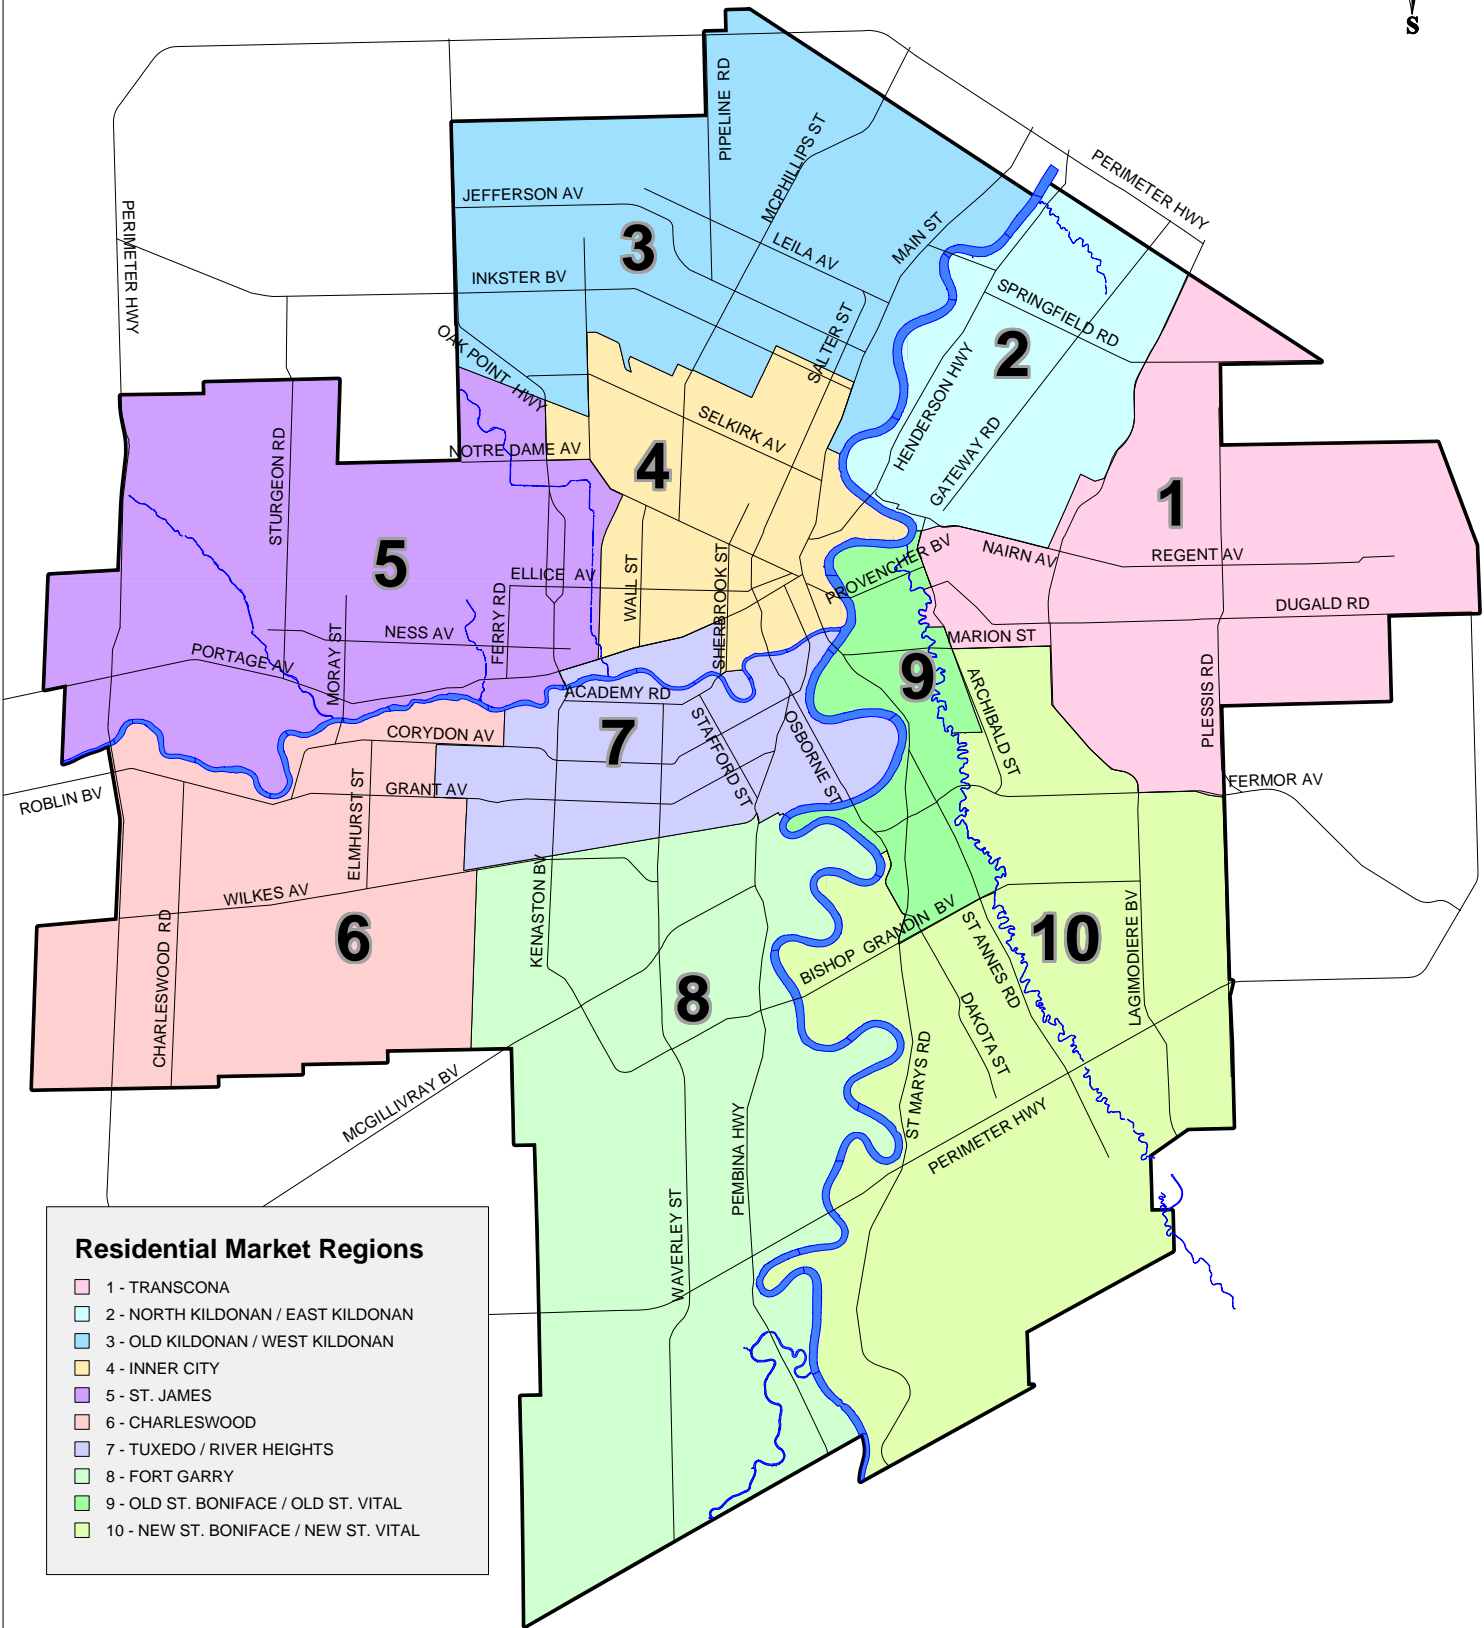 S
PIPELINE RD
MCPHILLIPS ST
PERIMETER HWY
JEFFERSON AV
PERIMETER HWY
3
LEILA AV
MAIN ST
INKSTER BV
SPRINGFIELD RD
SALTER ST
OAK POINT HWY
2
HENDERSON HWY
SELKIRK AV
GATEWAY RD
NOTRE DAME AV
4
STURGEON RD
1
5
PROVENCHER BV
NAIRN AV
REGENT AV
ELLICE AV
WALL ST
SHERBROOK ST
FERRY RD
DUGALD RD
NESS AV
MARION ST
PORTAGE AV
MORAY ST
9
ARCHIBALD ST
PLESSIS RD
ACADEMY RD
STAFFORD ST
OSBORNE ST
CORYDON AV
7
GRANT AV
ELMHURST ST
FERMOR AV
ROBLIN BV
WILKES AV
KENASTON BV
LAGIMODIERE BV
CHARLESWOOD RD
6
BISHOP GRANDIN BV
ST ANNES RD
10
8
DAKOTA ST
ST MARYS RD
MCGILLIVRAY BV
PERIMETER HWY
PEMBINA HWY
WAVERLEY ST
Residential Market Regions
1 - TRANSCONA
2 - NORTH KILDONAN / EAST KILDONAN
3 - OLD KILDONAN / WEST KILDONAN
4 - INNER CITY
5 - ST. JAMES
6 - CHARLESWOOD
7 - TUXEDO / RIVER HEIGHTS
8 - FORT GARRY
9 - OLD ST. BONIFACE / OLD ST. VITAL
10 - NEW ST. BONIFACE / NEW ST. VITAL